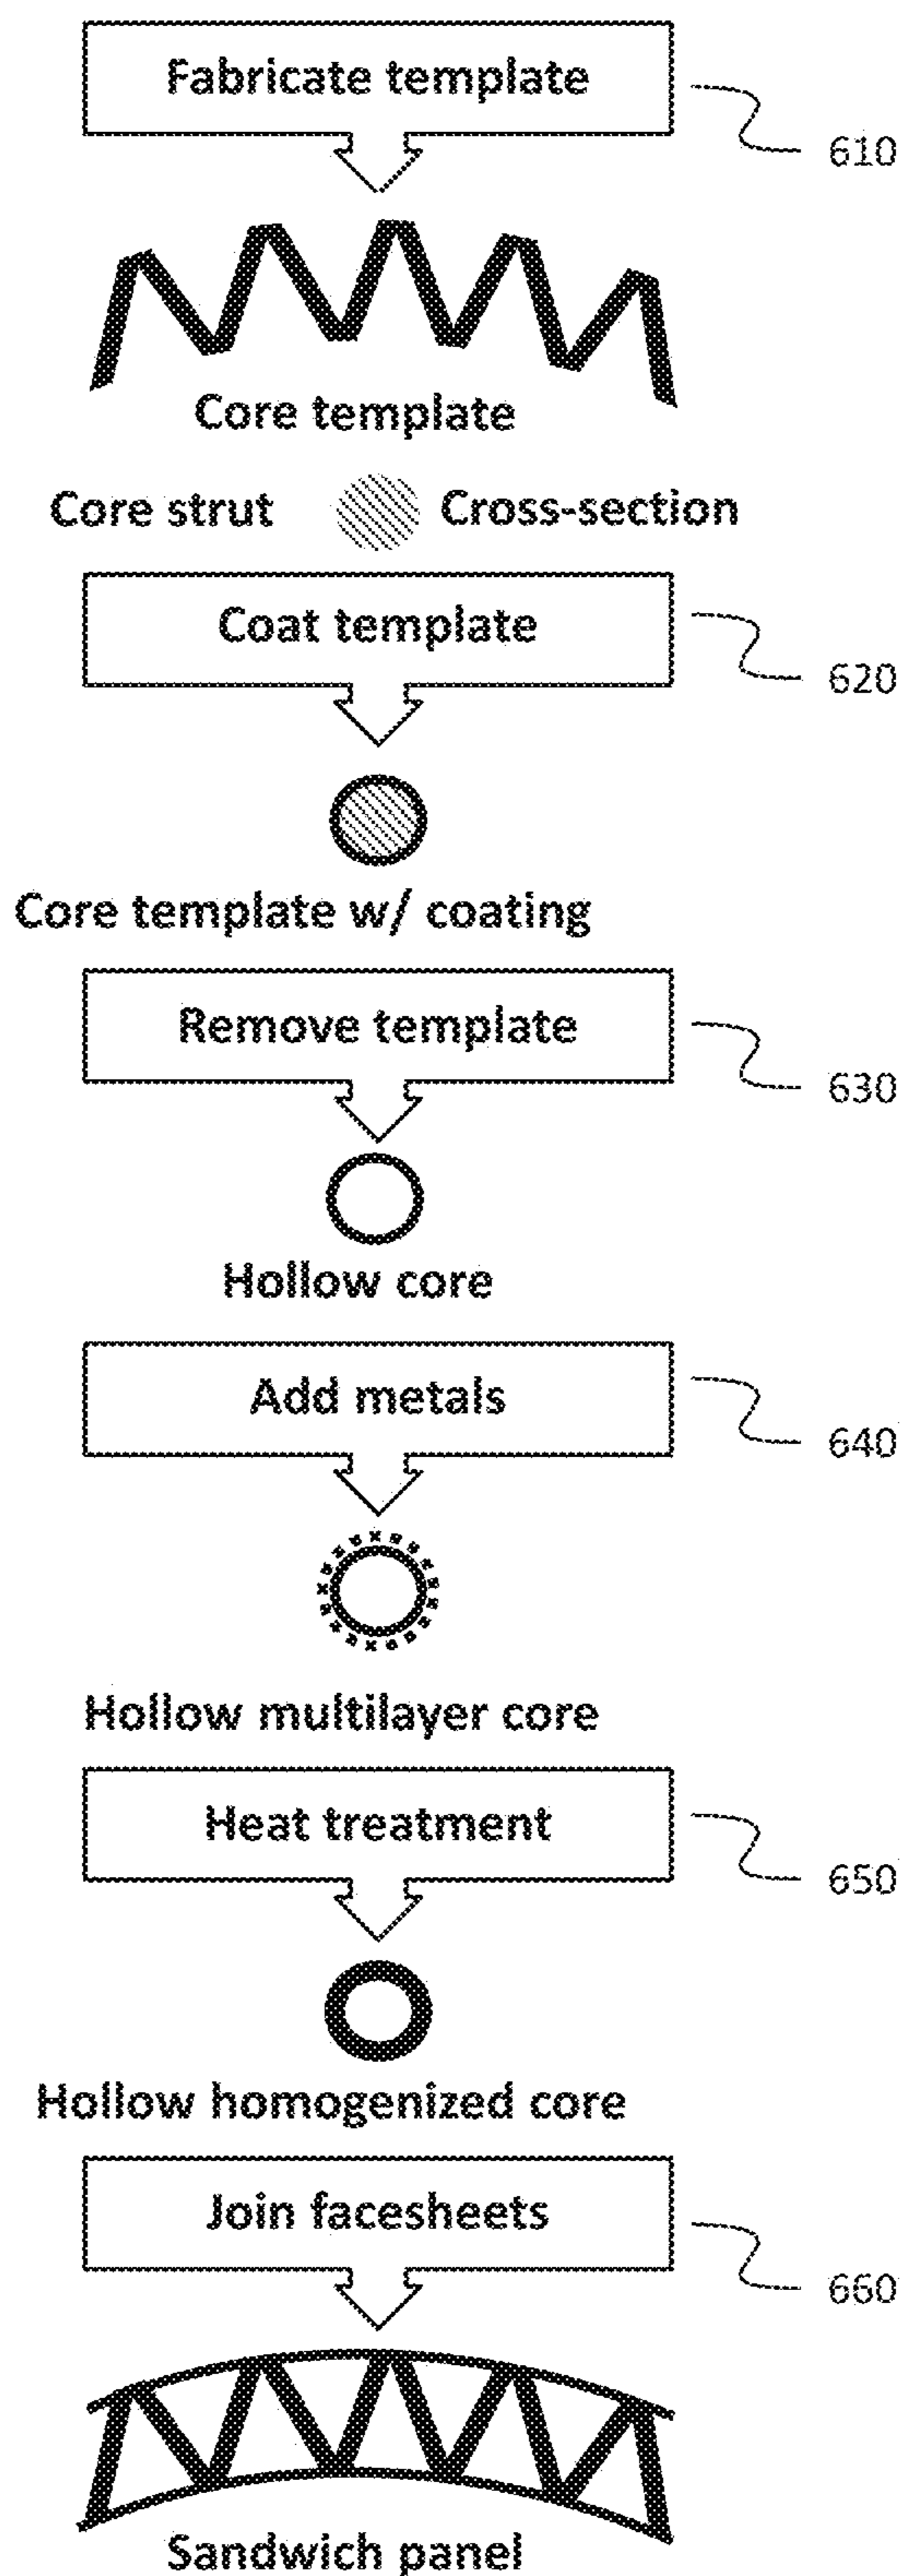 Fabricate template
610
Core template
Core strut Cross-section
Coat template
620
Core template w/ coating
Remove template
630
Hollow core
Add metals
640
Hollow multilayer core
Heat treatment
650
Hollow homogenized core
Join facesheets
660
Sandwich panel